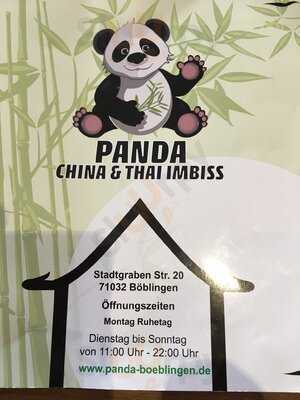 PANDA
CHINA & THAI IMBISS
Stadtgraben Str. 20
71032 Böblingen
Öffnungszeiten
Montag Ruhetag
Dienstag bis Sonntag
von 11:00 Uhr - 22:00 Uhr
www.panda-boeblingen.de